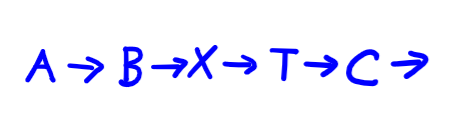 A → B → X → T → C →